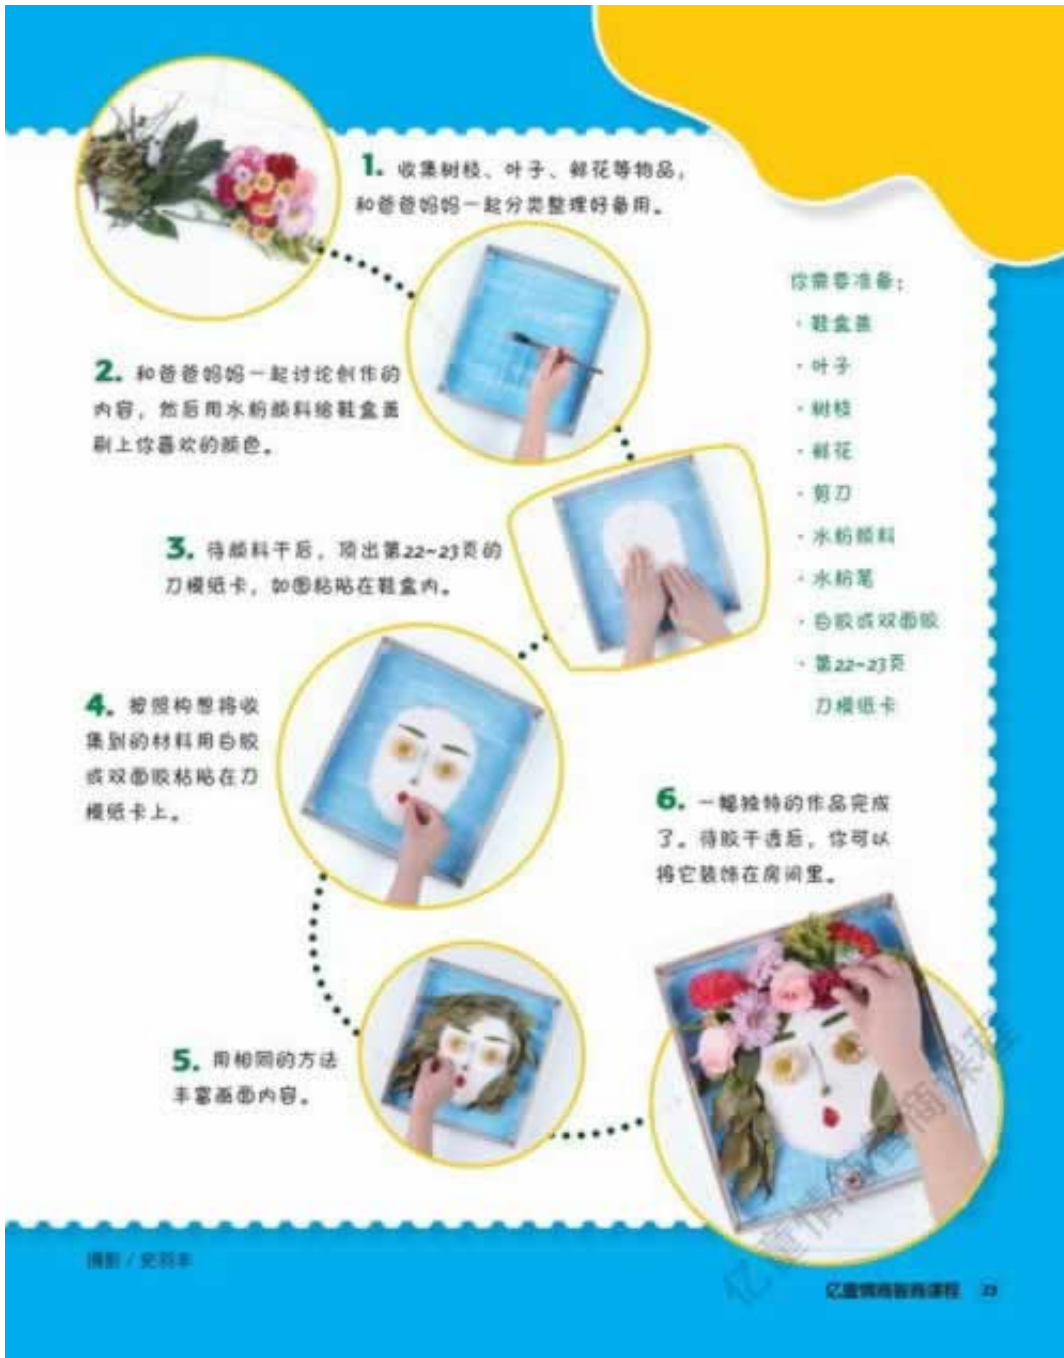 1. 收集树枝、叶子、鲜花等物品，
和爸爸妈妈一起分类整理好备用。
2. 和爸爸妈妈一起讨论创作的
内容，然后用水粉颜料给鞋盒盖
刷上你喜欢的颜色。
3. 待颜料干后，顶出第22~23页的
刀模纸卡，如图粘贴在鞋盒内。
4. 按照构想将收
集到的材料用白胶
或双面胶粘贴在刀
模纸卡上。
5. 用相同的方法
丰富画面内容。
你需要准备：
· 鞋盒盖
· 叶子
· 树枝
· 鲜花
· 剪刀
· 水粉颜料
· 水粉笔
· 白胶或双面胶
· 第22~23页
刀模纸卡
6. 一幅独特的作品完成
了。待胶干透后，你可以
将它装饰在房间里。
摄影 / 史羽丰
亿童情商智商课程 23